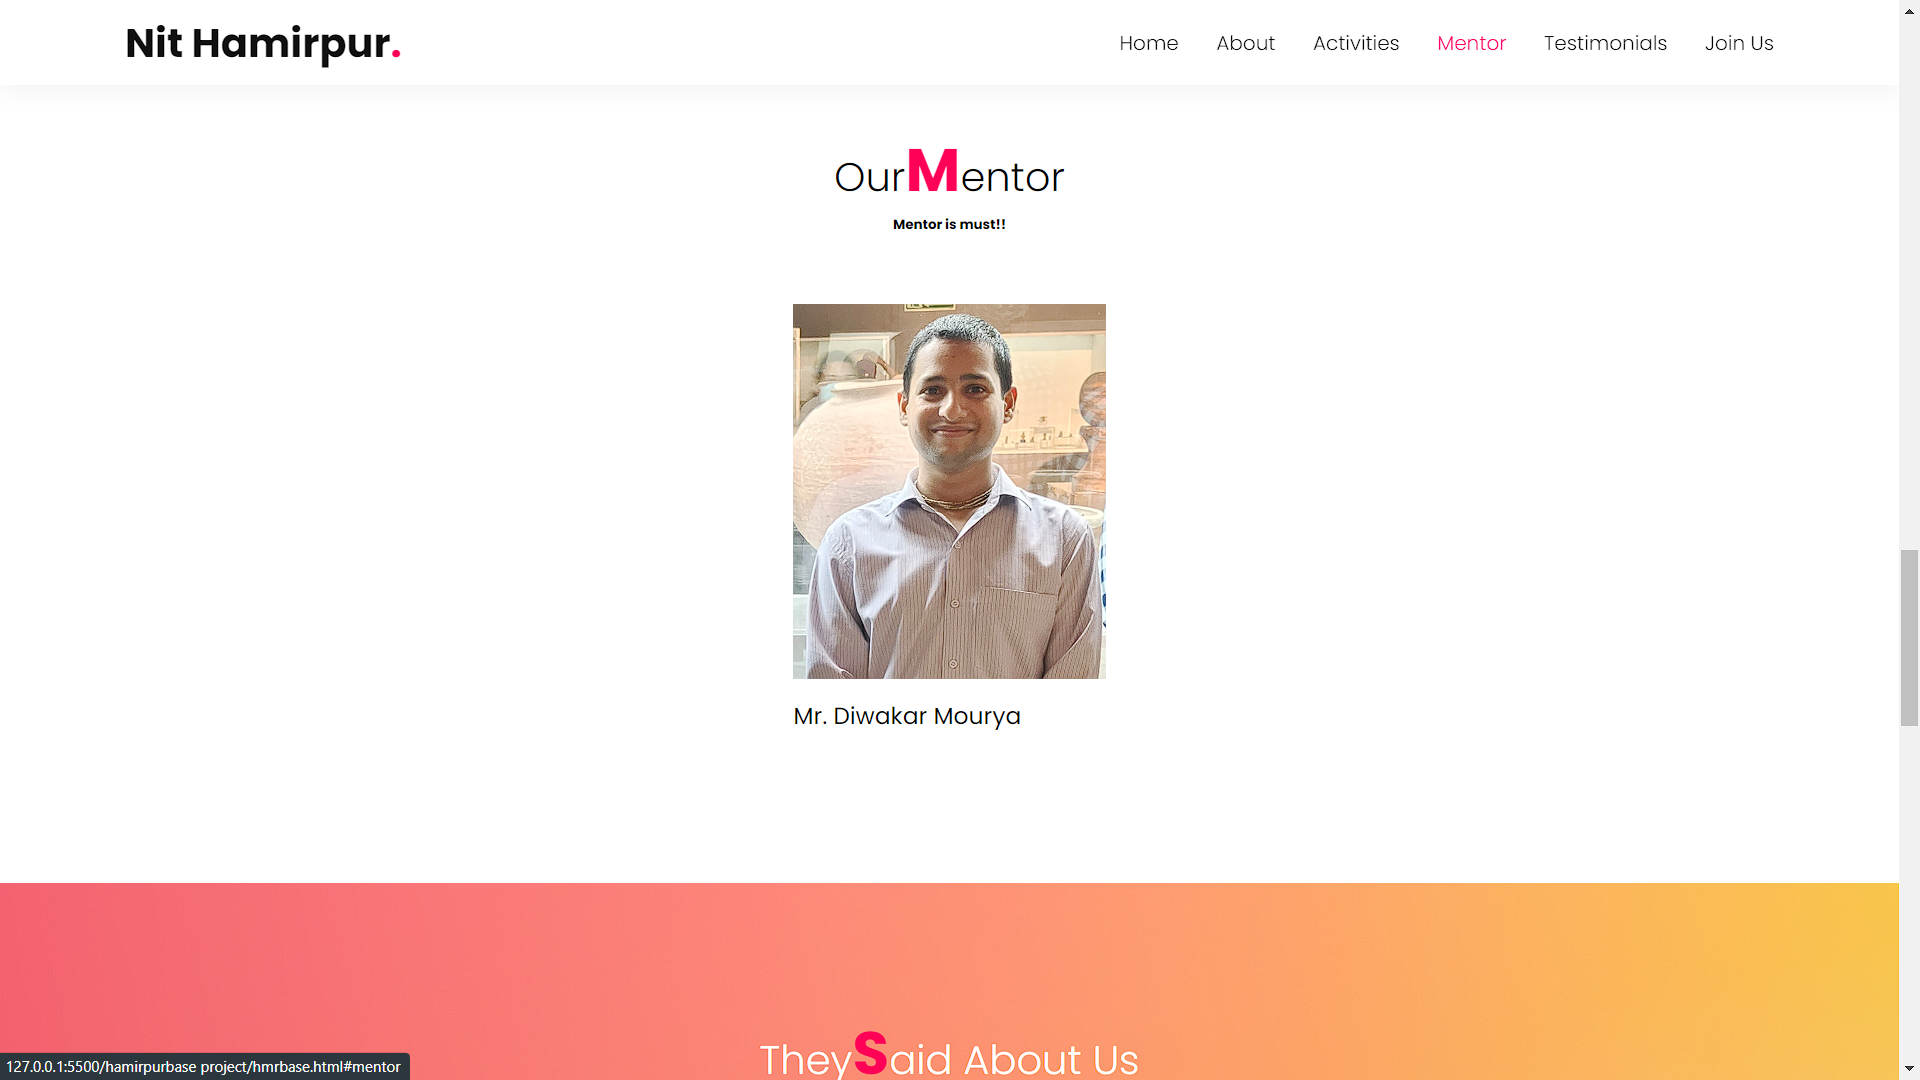 Nit Hamirpur.
Home About Activities Mentor Testimonials Join Us
OurMentor
Mentor is must!!
Mr. Diwakar Mourya
TheySaid About Us
127.0.0.1:5500/hamirpurbase project/hmrbase.html#mentor